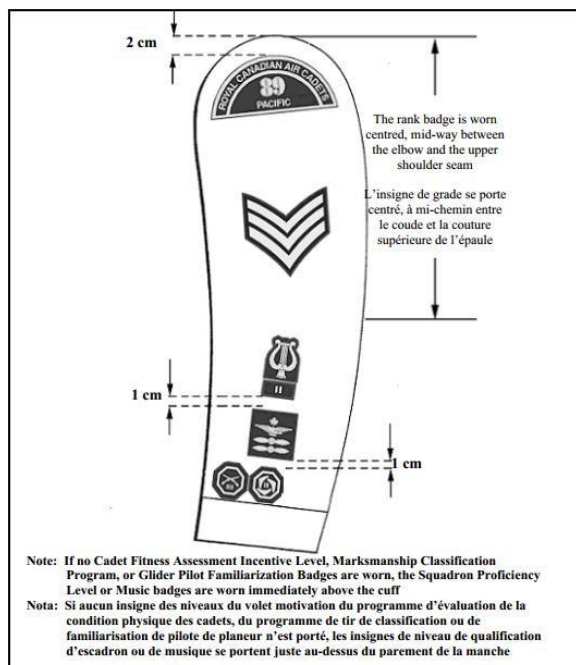 2 cm
ROYAL CANADIAN AIR CADETS
89
PACIFIC
The rank badge is worn
centred, mid-way between
the elbow and the upper
shoulder seam
L'insigne de grade se porte
centré, à mi-chemin entre
le coude et la couture
supérieure de l'épaule
II
1 cm
1 cm
III
Note: If no Cadet Fitness Assessment Incentive Level, Marksmanship Classification
Program, or Glider Pilot Familiarization Badges are worn, the Squadron Proficiency
Level or Music badges are worn immediately above the cuff
Nota: Si aucun insigne des niveaux du volet motivation du programme d'évaluation de la
condition physique des cadets, du programme de tir de classification ou de
familiarisation de pilote de planeur n'est porté, les insignes de niveau de qualification
d'escadron ou de musique se portent juste au-dessus du parement de la manche